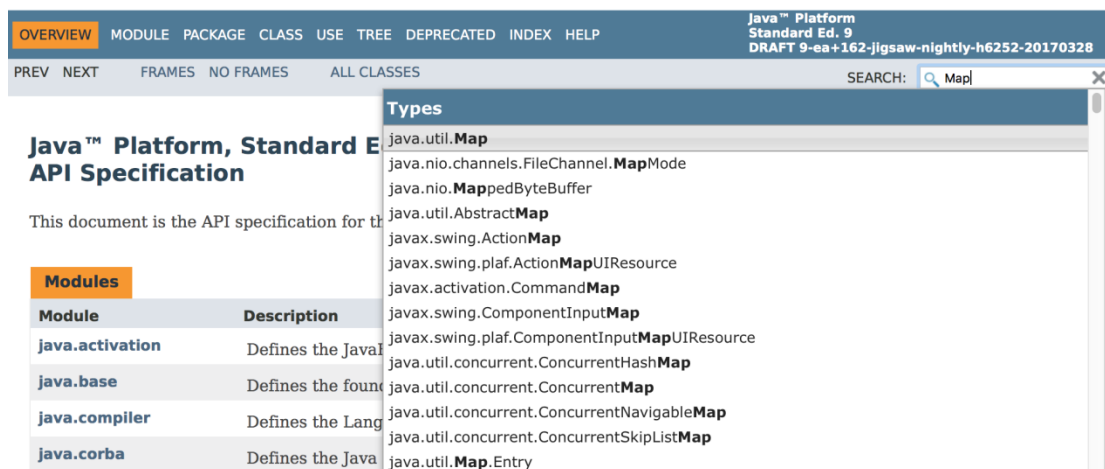 OVERVIEW MODULE PACKAGE CLASS USE TREE DEPRECATED INDEX HELP
Java™ Platform
Standard Ed. 9
DRAFT 9-ea+162-jigsaw-nightly-h6252-20170328
PREV NEXT FRAMES NO FRAMES ALL CLASSES SEARCH: Map
Types
java.util.Map
java.nio.channels.FileChannel.MapMode
java.nio.MappedByteBuffer
java.util.AbstractMap
javax.swing.ActionMap
javax.swing.plaf.ActionMapUIResource
javax.activation.CommandMap
javax.swing.ComponentInputMap
javax.swing.plaf.ComponentInputMapUIResource
java.util.concurrent.ConcurrentHashMap
java.util.concurrent.ConcurrentMap
java.util.concurrent.ConcurrentNavigableMap
java.util.concurrent.ConcurrentSkipListMap
java.util.Map.Entry
Java™ Platform, Standard E
API Specification
This document is the API specification for th
Modules
Module Description
java.activation Defines the Java
java.base Defines the foun
java.compiler Defines the Lang
java.corba Defines the Java